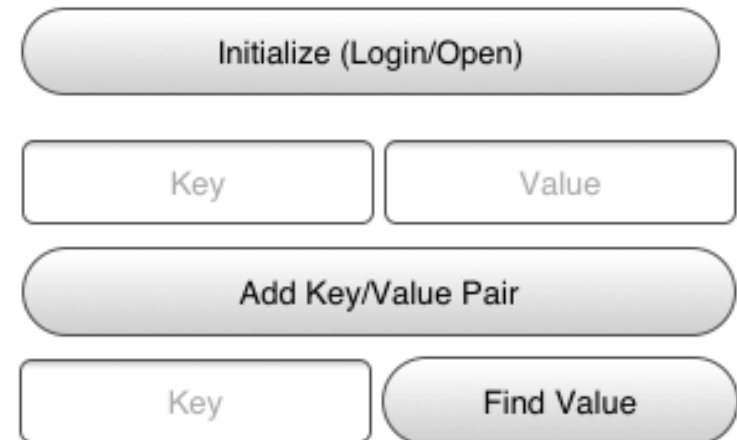 Initialize (Login/Open)
Key Value
Add Key/Value Pair
Key Find Value